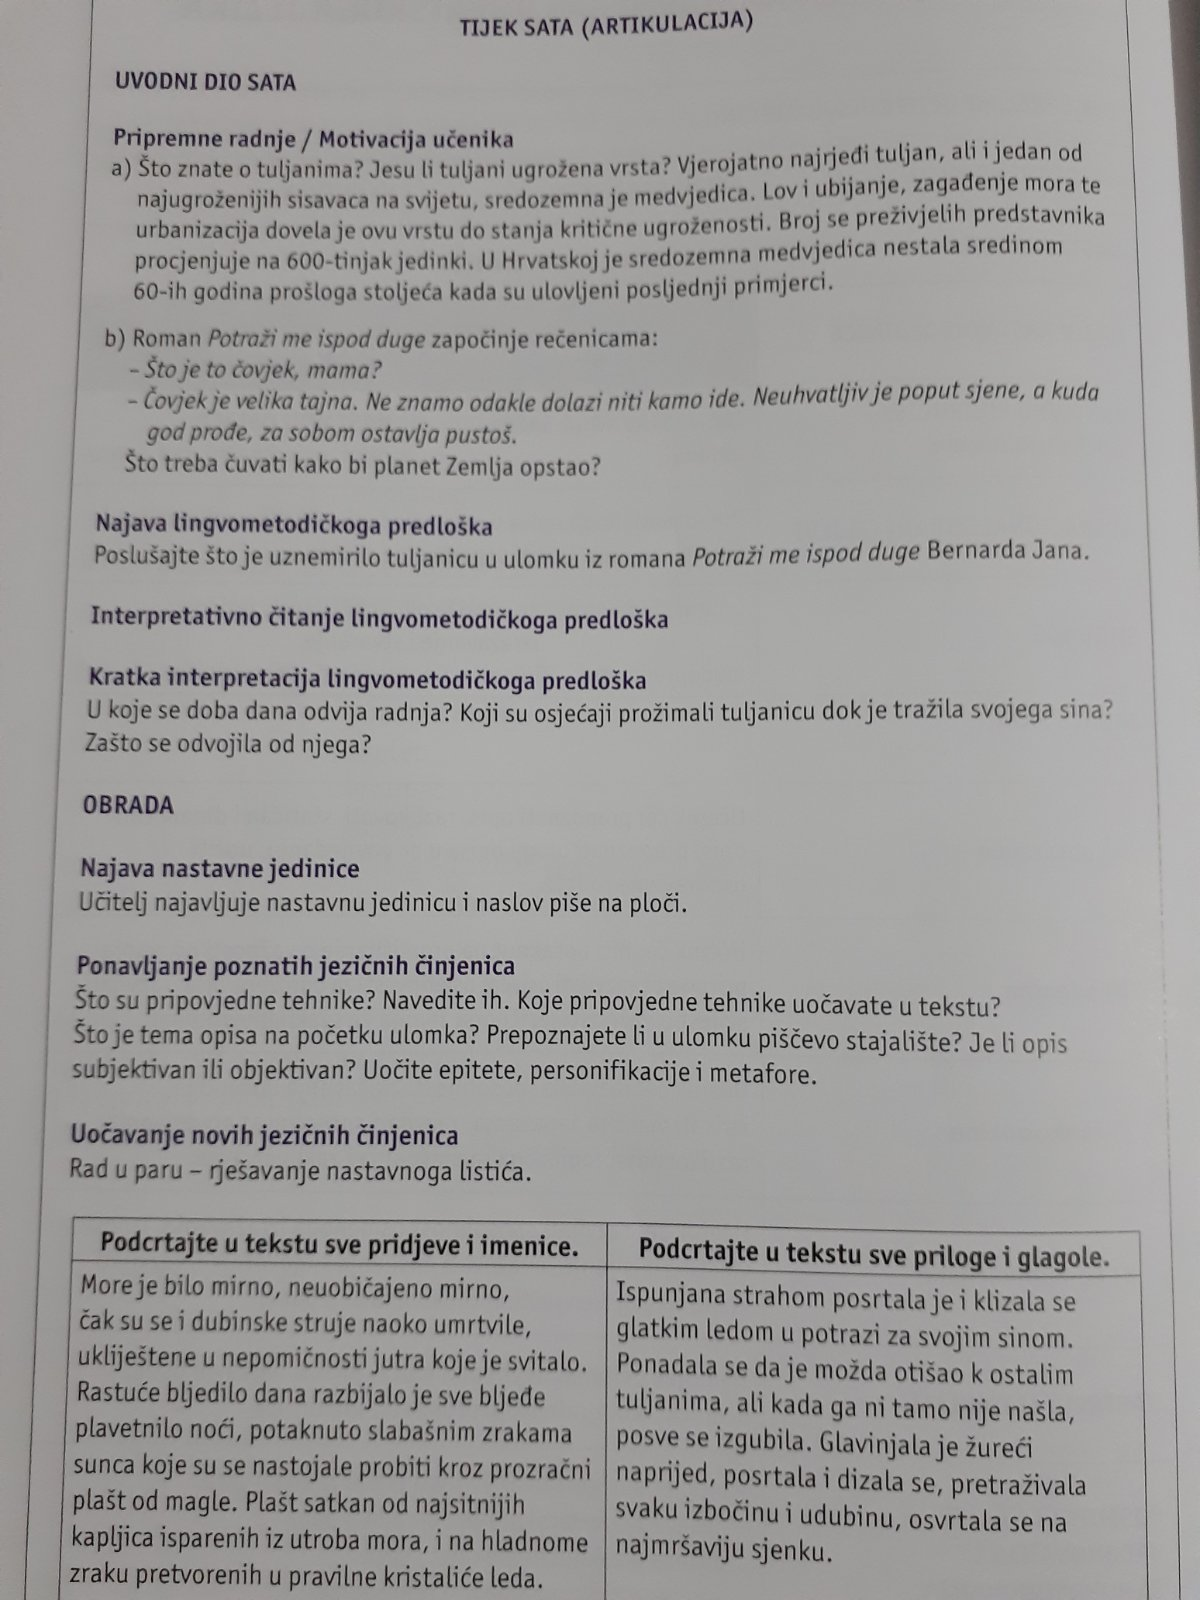 TIJEK SATA (ARTIKULACIJA)
UVODNI DIO SATA
Pripremne radnje / Motivacija učenika
a) Što znate o tuljanima? Jesu li tuljani ugrožena vrsta? Vjerojatno najrjeđi tuljan, ali i jedan od
najugroženijih sisavaca na svijetu, sredozemna je medvjedica. Lov i ubijanje, zagađenje mora te
urbanizacija dovela je ovu vrstu do stanja kritične ugroženosti. Broj se preživjelih predstavnika
procjenjuje na 600-tinjak jedinki. U Hrvatskoj je sredozemna medvjedica nestala sredinom
60-ih godina prošloga stoljeća kada su ulovljeni posljednji primjerci.
b) Roman Potraži me ispod duge započinje rečenicama:
– Što je to čovjek, mama?
– Čovjek je velika tajna. Ne znamo odakle dolazi niti kamo ide. Neuhvatljiv je poput sjene, a kuda
god prođe, za sobom ostavlja pustoš.
Što treba čuvati kako bi planet Zemlja opstao?
Najava lingvometodičkoga predloška
Poslušajte što je uznemirilo tuljanicu u ulomku iz romana Potraži me ispod duge Bernarda Jana.
Interpretativno čitanje lingvometodičkoga predloška
Kratka interpretacija lingvometodičkoga predloška
U koje se doba dana odvija radnja? Koji su osjećaji prožimali tuljanicu dok je tražila svojega sina?
Zašto se odvojila od njega?
OBRADA
Najava nastavne jedinice
Učitelj najavljuje nastavnu jedinicu i naslov piše na ploči.
Ponavljanje poznatih jezičnih činjenica
Što su pripovjedne tehnike? Navedite ih. Koje pripovjedne tehnike uočavate u tekstu?
Što je tema opisa na početku ulomka? Prepoznajete li u ulomku piščevo stajalište? Je li opis
subjektivan ili objektivan? Uočite epitete, personifikacije i metafore.
Uočavanje novih jezičnih činjenica
Rad u paru – rješavanje nastavnoga listića.
Podcrtajte u tekstu sve pridjeve i imenice.
More je bilo mirno, neuobičajeno mirno,
čak su se i dubinske struje naoko umrtvile,
ukliještene u nepomičnosti jutra koje je svitalo.
Rastuće bljedilo dana razbijalo je sve bljeđe
plavetnilo noći, potaknuto slabašnim zrakama
sunca koje su se nastojale probiti kroz prozračni
plašt od magle. Plašt satkan od najsitnijih
kapljica isparenih iz utroba mora, i na hladnome
zraku pretvorenih u pravilne kristaliće leda.
Podcrtajte u tekstu sve priloge i glagole.
Ispunjana strahom posrtala je i klizala se
glatkim ledom u potrazi za svojim sinom.
Ponadala se da je možda otišao k ostalim
tuljanima, ali kada ga ni tamo nije našla,
posve se izgubila. Glavinjala je žureći
naprijed, posrtala i dizala se, pretraživala
svaku izbočinu i udubinu, osvrtala se na
najmršaviju sjenku.